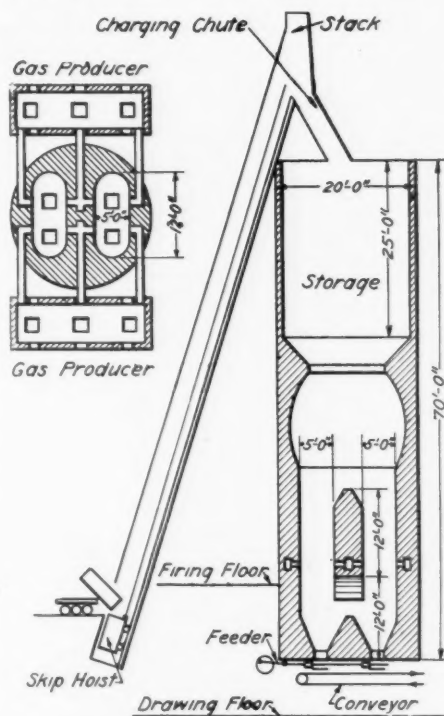 Charging Chute
Stack
Gas Producer
5'-0"
12'-0"
Gas Producer
20'-0"
25'-0"
Storage
70'-0"
5'-0"
5'-0"
12'-0"
12'-0"
Firing Floor
Feeder
Skip Hoist
Conveyor
Drawing Floor